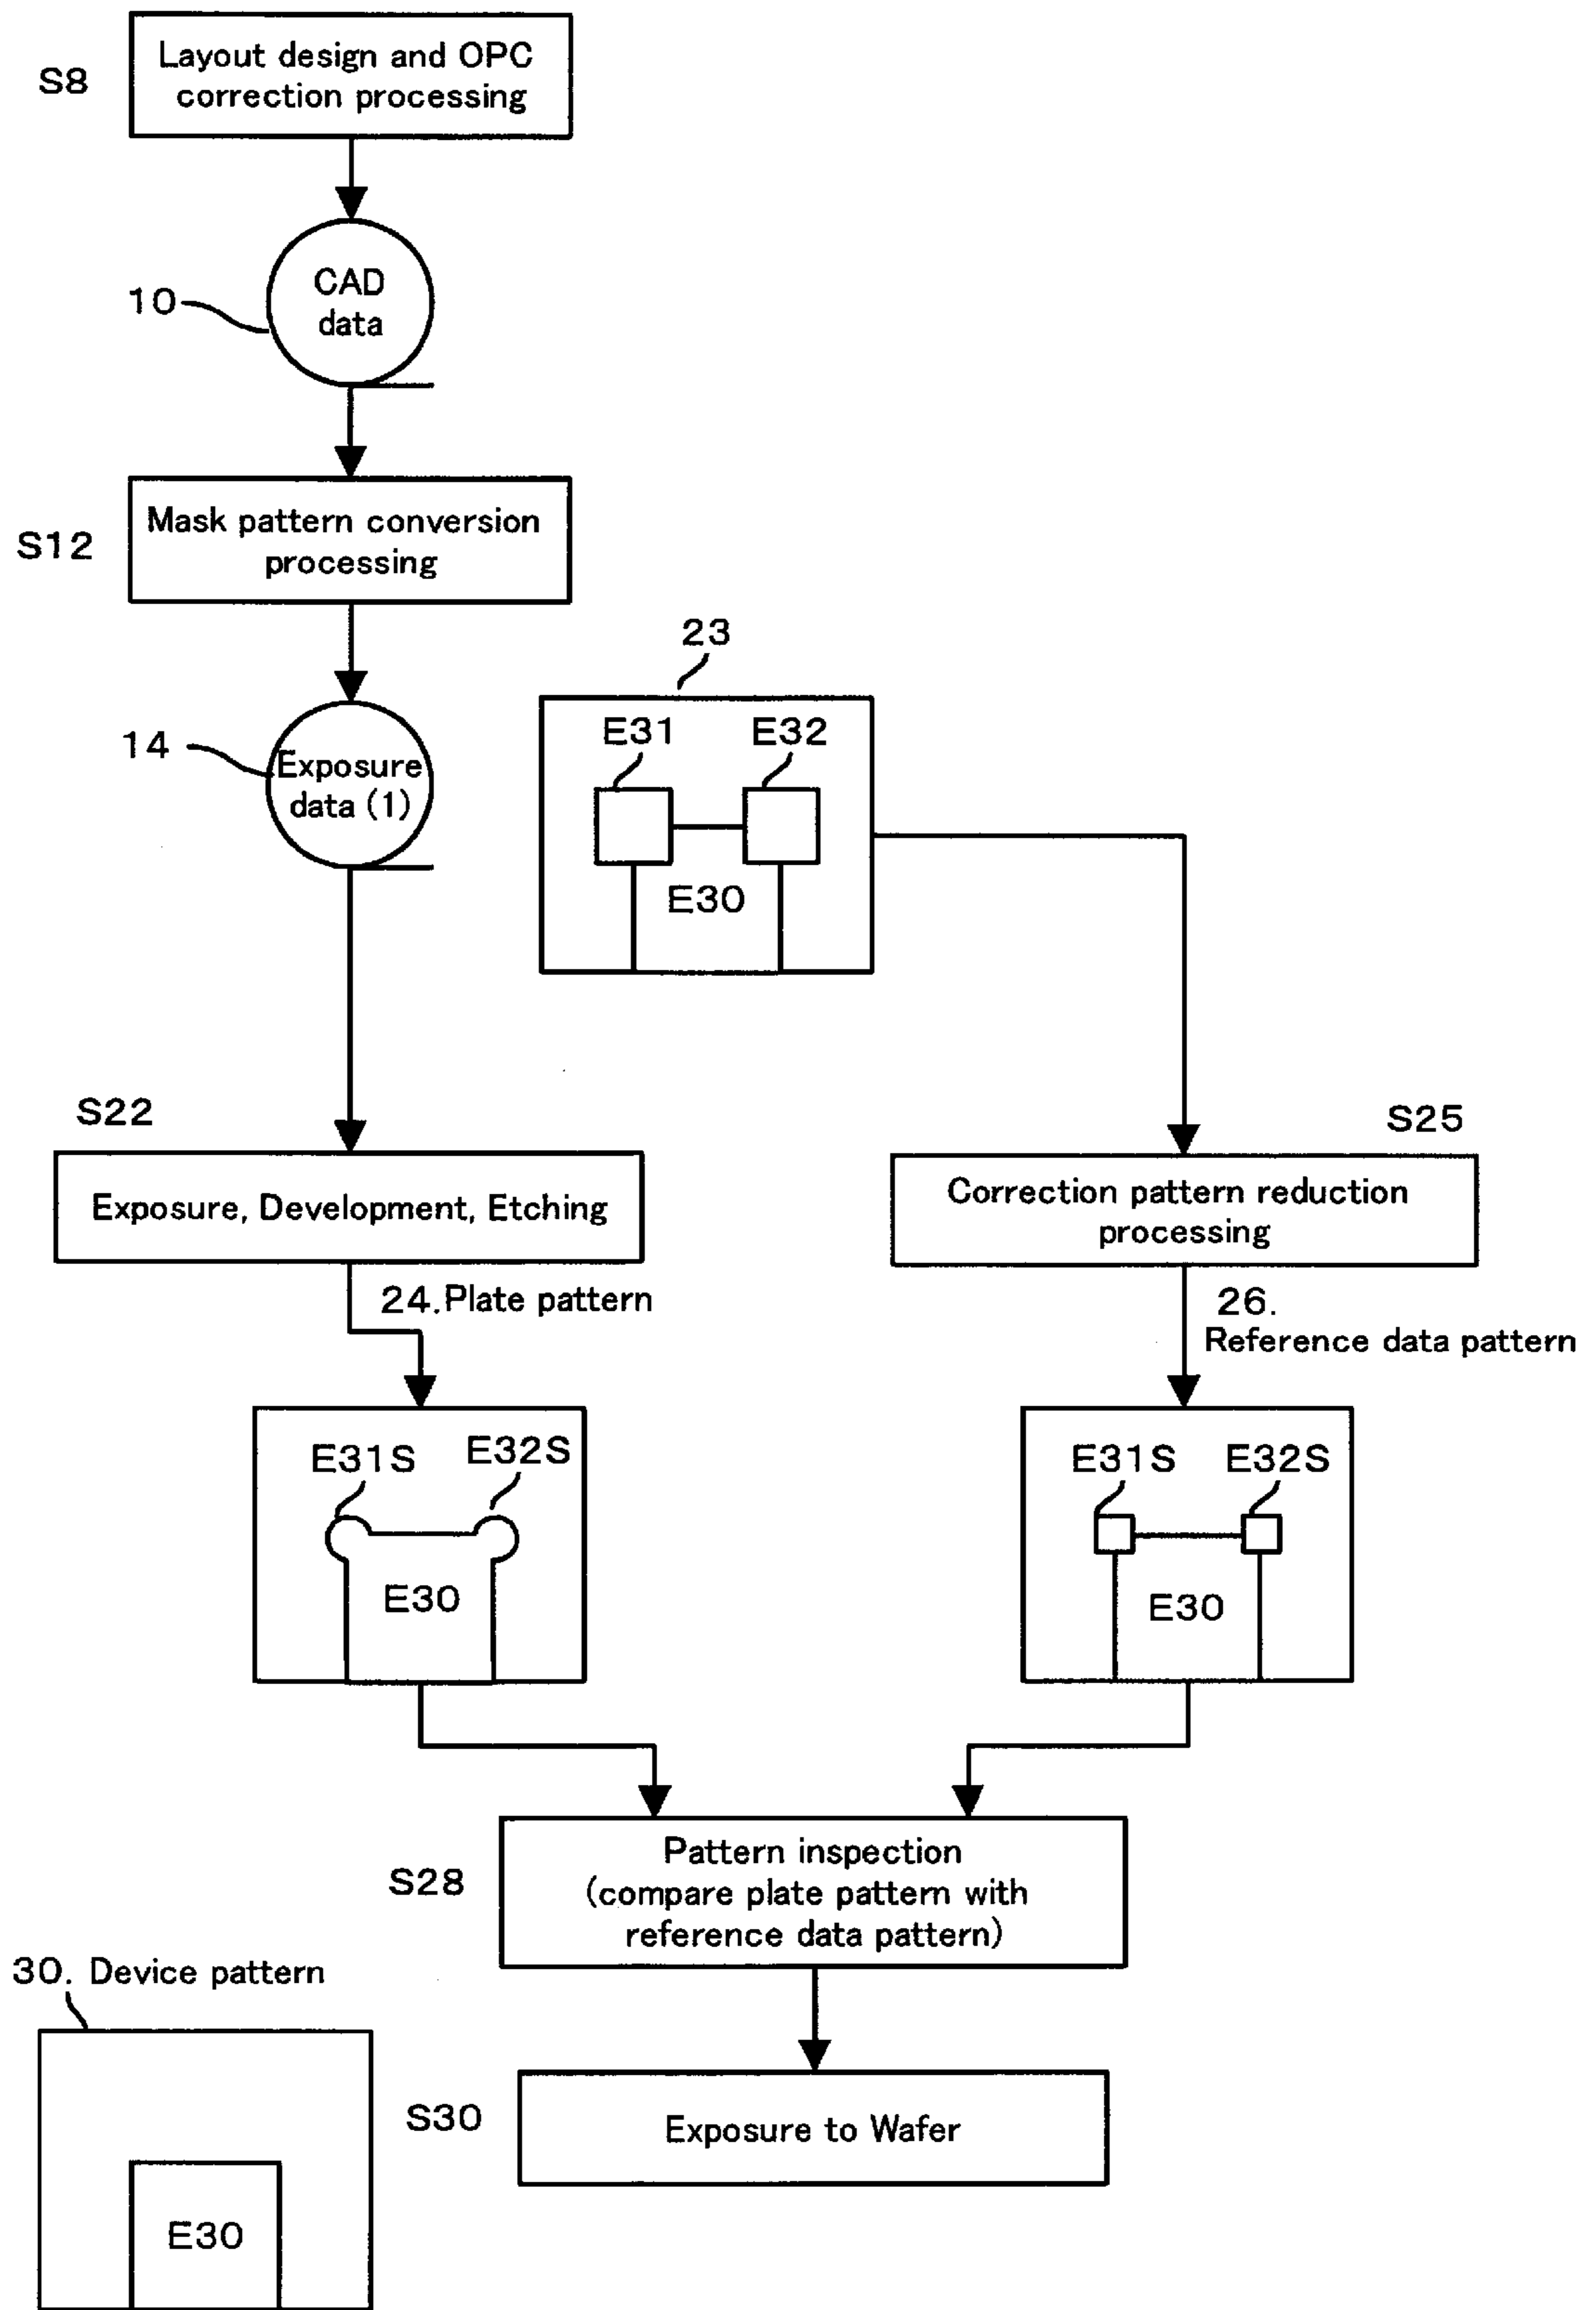 S8
Layout design and OPC
correction processing
10
CAD
data
S12
Mask pattern conversion
processing
23
14
Exposure
data (1)
E31
E32
E30
S22
Exposure, Development, Etching
S25
Correction pattern reduction
processing
24. Plate pattern
26.
Reference data pattern
E31S
E32S
E30
E31S
E32S
E30
S28
Pattern inspection
(compare plate pattern with
reference data pattern)
30. Device pattern
E30
S30
Exposure to Wafer